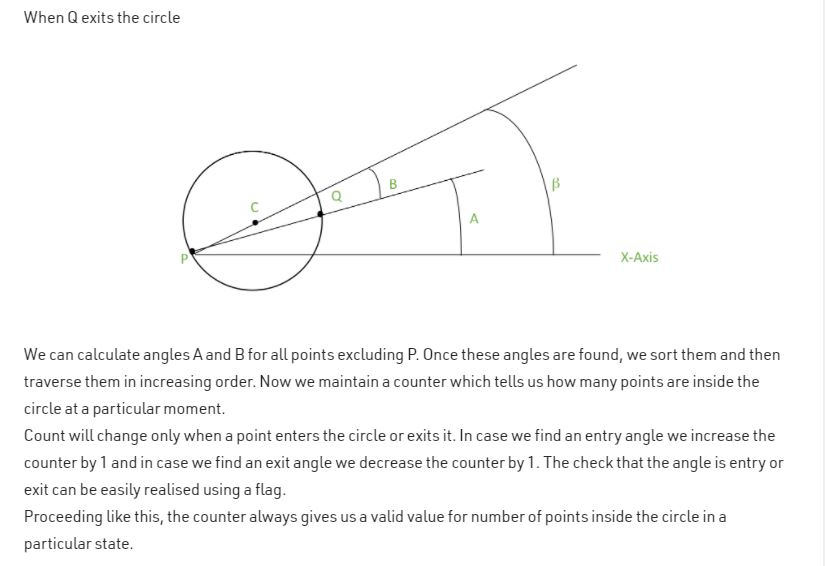 When Q exits the circle
C
Q
B
β
A
P
X-Axis
We can calculate angles A and B for all points excluding P. Once these angles are found, we sort them and then
traverse them in increasing order. Now we maintain a counter which tells us how many points are inside the
circle at a particular moment.
Count will change only when a point enters the circle or exits it. In case we find an entry angle we increase the
counter by 1 and in case we find an exit angle we decrease the counter by 1. The check that the angle is entry or
exit can be easily realised using a flag.
Proceeding like this, the counter always gives us a valid value for number of points inside the circle in a
particular state.